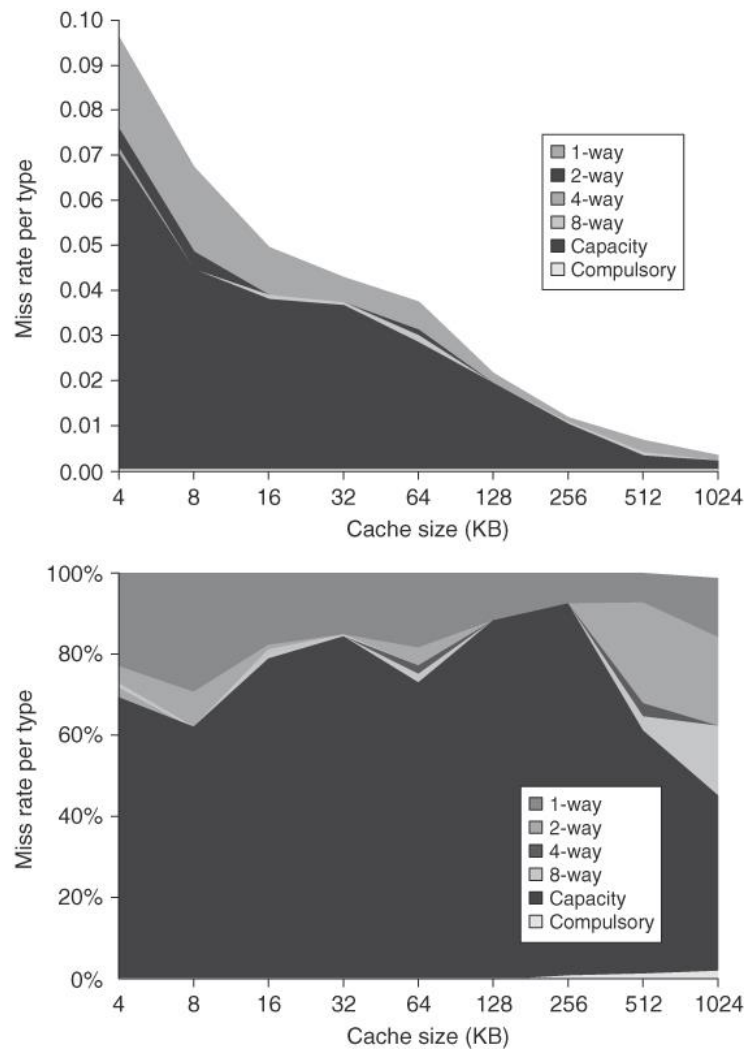 0.10
0.09
0.08
0.07
0.06
0.05
0.04
0.03
0.02
0.01
0.00
Miss rate per type
1-way
2-way
4-way
8-way
Capacity
Compulsory
4 8 16 32 64 128 256 512 1024
Cache size (KB)
100%
80%
60%
40%
20%
0%
Miss rate per type
1-way
2-way
4-way
8-way
Capacity
Compulsory
4 8 16 32 64 128 256 512 1024
Cache size (KB)